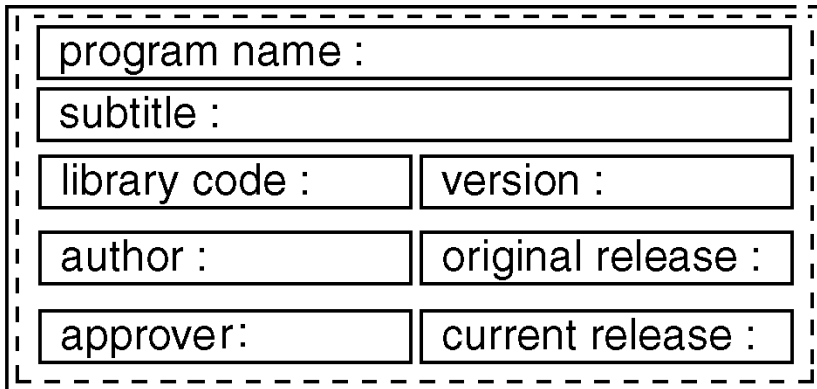 program name :
subtitle :
library code : version :
author : original release :
approver: current release :